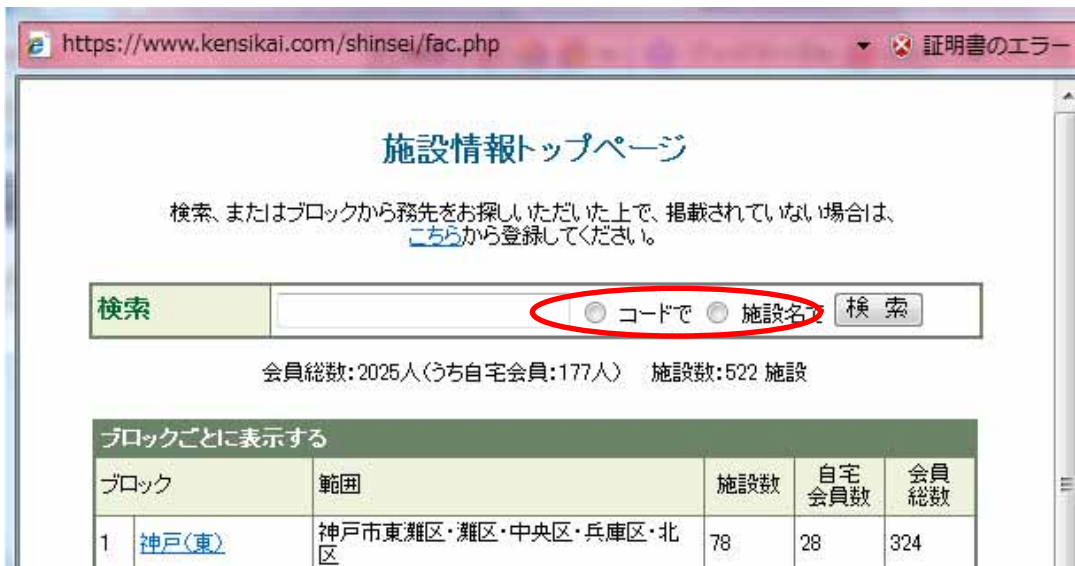 https://www.kensikai.com/shinsei/fac.php 証明書のエラー
施設情報トップページ
検索、またはブロックから務先をお探しいただいた上で、掲載されていない場合は、
こちらから登録してください。
検索 コードで 施設名で 検 索
会員総数:2025人(うち自宅会員:177人) 施設数:522 施設
ブロックごとに表示する
ブロック 範囲 施設数 自宅会員数 会員総数
1 神戸(東) 神戸市東灘区・灘区・中央区・兵庫区・北
区 78 28 324